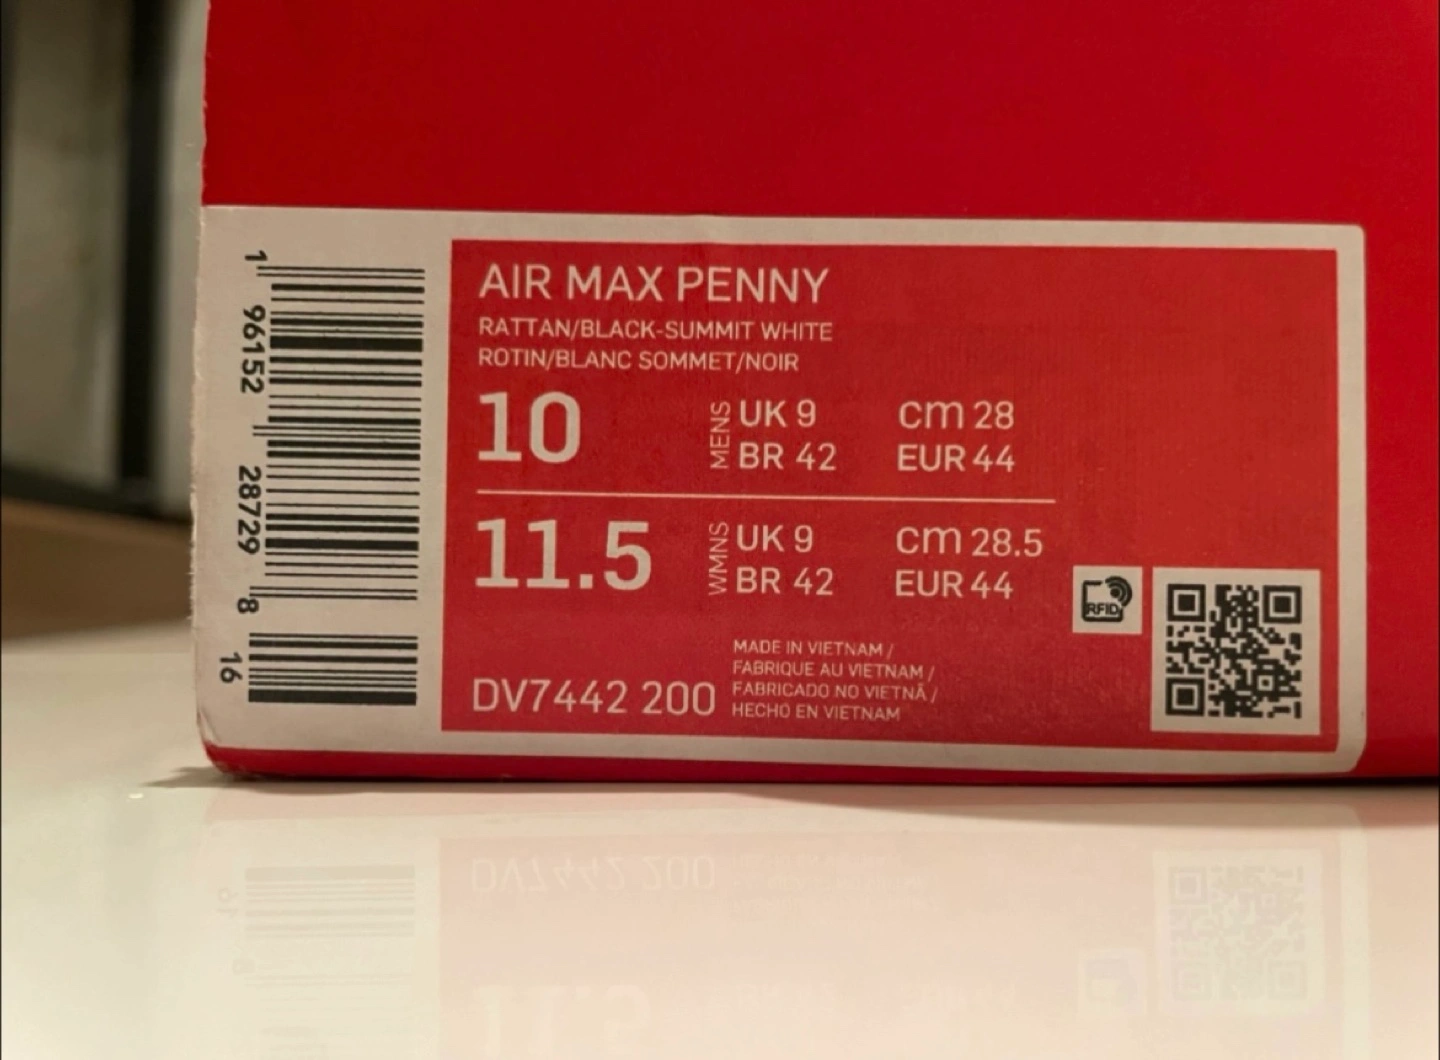 1 96152 28729 8
16
AIR MAX PENNY
RATTAN/BLACK-SUMMIT WHITE
ROTIN/BLANC SOMMET/NOIR
10 MENS UK 9 CM 28
BR 42 EUR 44
11.5 WMNS UK 9 CM 28.5
BR 42 EUR 44
RFID
MADE IN VIETNAM /
FABRIQUE AU VIETNAM /
FABRICADO NO VIETNÃ /
HECHO EN VIETNAM
DV7442 200